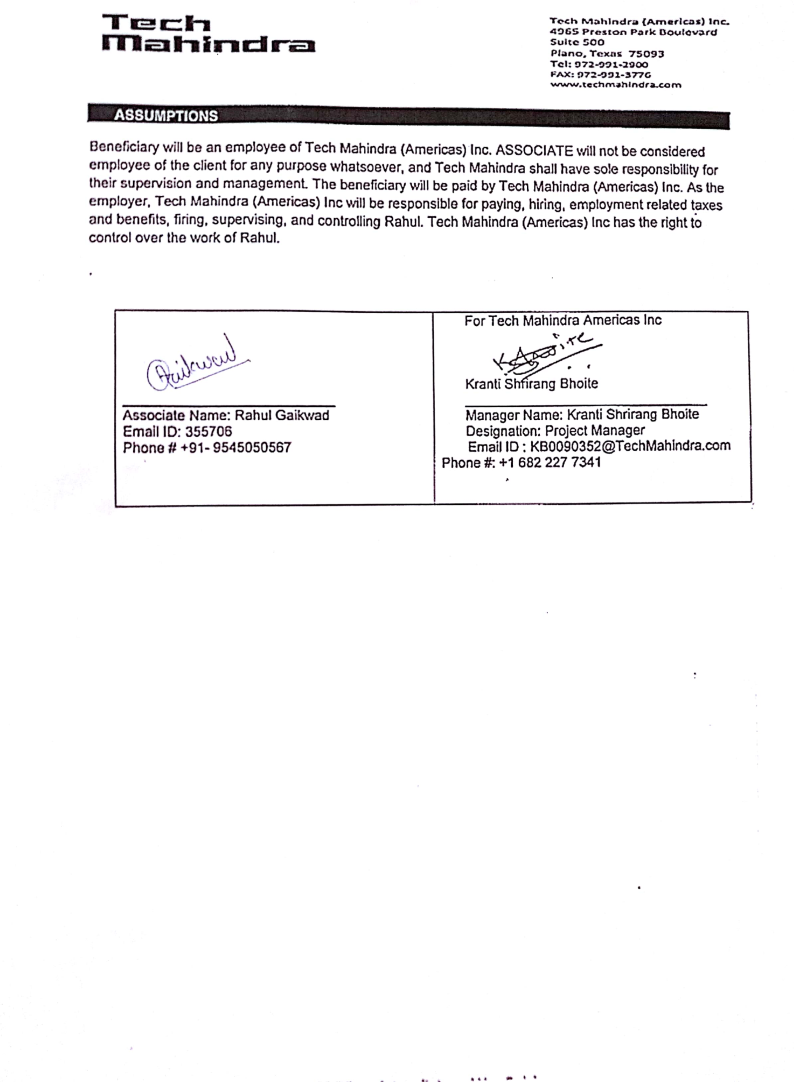 Tech
Mahindra
Tech Mahindra (Americas) Inc.
4965 Preston Park Boulevard
Suite 500
Plano, Texas 75093
Tel: 972-991-2900
FAX: 972-991-3776
www.techmahindra.com
ASSUMPTIONS
Beneficiary will be an employee of Tech Mahindra (Americas) Inc. ASSOCIATE will not be considered
employee of the client for any purpose whatsoever, and Tech Mahindra shall have sole responsibility for
their supervision and management. The beneficiary will be paid by Tech Mahindra (Americas) Inc. As the
employer, Tech Mahindra (Americas) Inc will be responsible for paying, hiring, employment related taxes
and benefits, firing, supervising, and controlling Rahul. Tech Mahindra (Americas) Inc has the right to
control over the work of Rahul.
Gaikwad
Associate Name: Rahul Gaikwad
Email ID: 355706
Phone # +91- 9545050567
For Tech Mahindra Americas Inc
Kranti Shrirang Bhoite
Manager Name: Kranti Shrirang Bhoite
Designation: Project Manager
Email ID : KB0090352@TechMahindra.com
Phone #: +1 682 227 7341